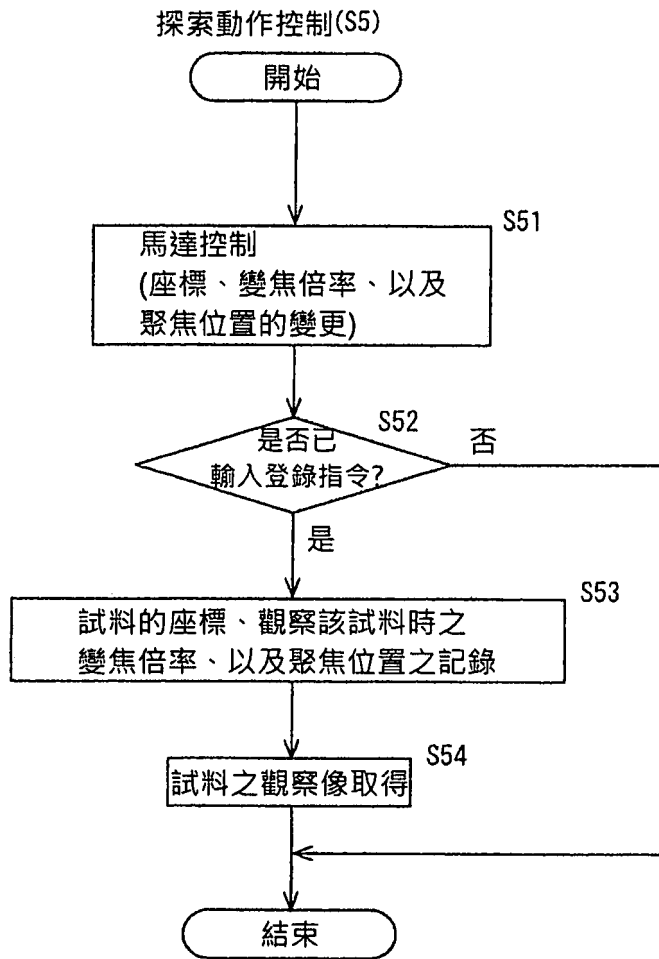 探索動作控制(S5)
開始
S51
馬達控制
(座標、變焦倍率、以及
聚焦位置的變更)
S52
是否已
輸入登錄指令?
否
是
S53
試料的座標、觀察該試料時之
變焦倍率、以及聚焦位置之記錄
S54
試料之觀察像取得
結束